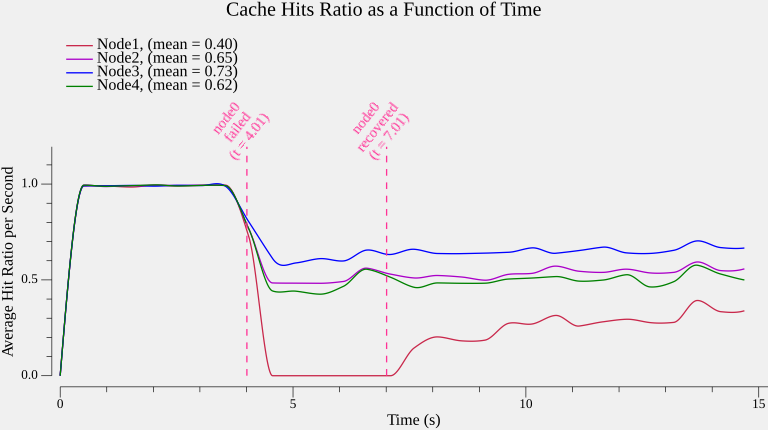 Cache Hits Ratio as a Function of Time
Node1, (mean = 0.40)
Node2, (mean = 0.65)
Node3, (mean = 0.73)
Node4, (mean = 0.62)
node0
failed
(t = 4.01)
node0
recovered
(t = 7.01)
Average Hit Ratio per Second
1.0
0.5
0.0
0
5
10
15
Time (s)